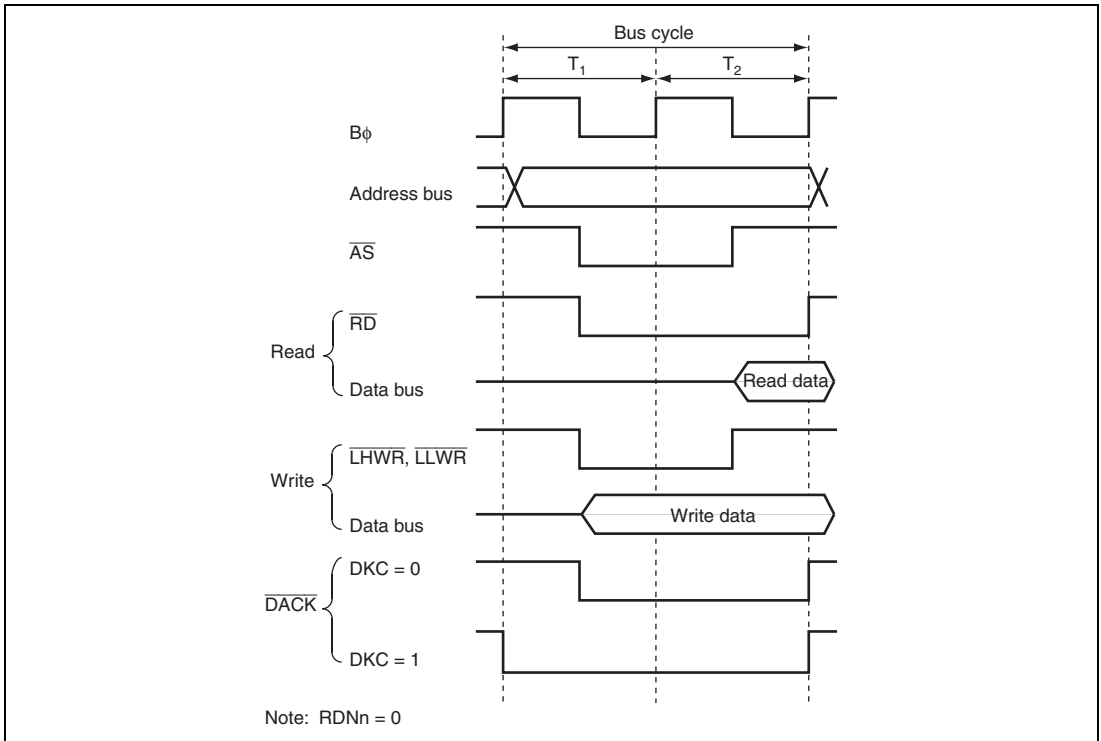 Bus cycle
T1 T2
Bφ
Address bus
AS
RD
Read
Data bus
Read data
LHWR, LLWR
Write
Data bus
Write data
DKC = 0
DACK
DKC = 1
Note: RDNn = 0